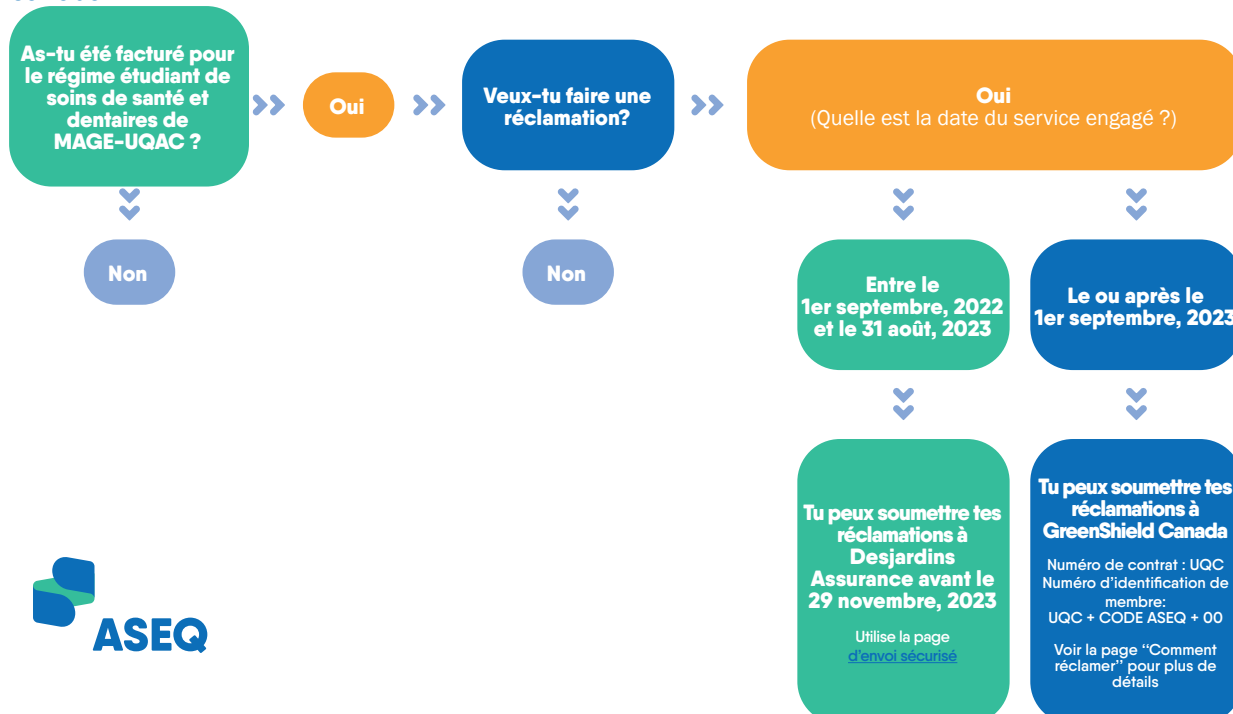 As-tu été facturé pour
le régime étudiant de
soins de santé et
dentaires de
MAGE-UQAC ?
Oui
Veux-tu faire une
réclamation?
Oui
(Quelle est la date du service engagé ?)
Non
Non
Entre le
1er septembre, 2022
et le 31 août, 2023
Le ou après le
1er septembre, 2023
Tu peux soumettre tes
réclamations à
Desjardins
Assurance avant le
29 novembre, 2023
Utilise la page
d'envoi sécurisé
Tu peux soumettre tes
réclamations à
GreenShield Canada
Numéro de contrat : UQC
Numéro d'identification de
membre:
UQC + CODE ASEQ + 00
Voir la page “Comment
réclamer” pour plus de
détails
ASEQ